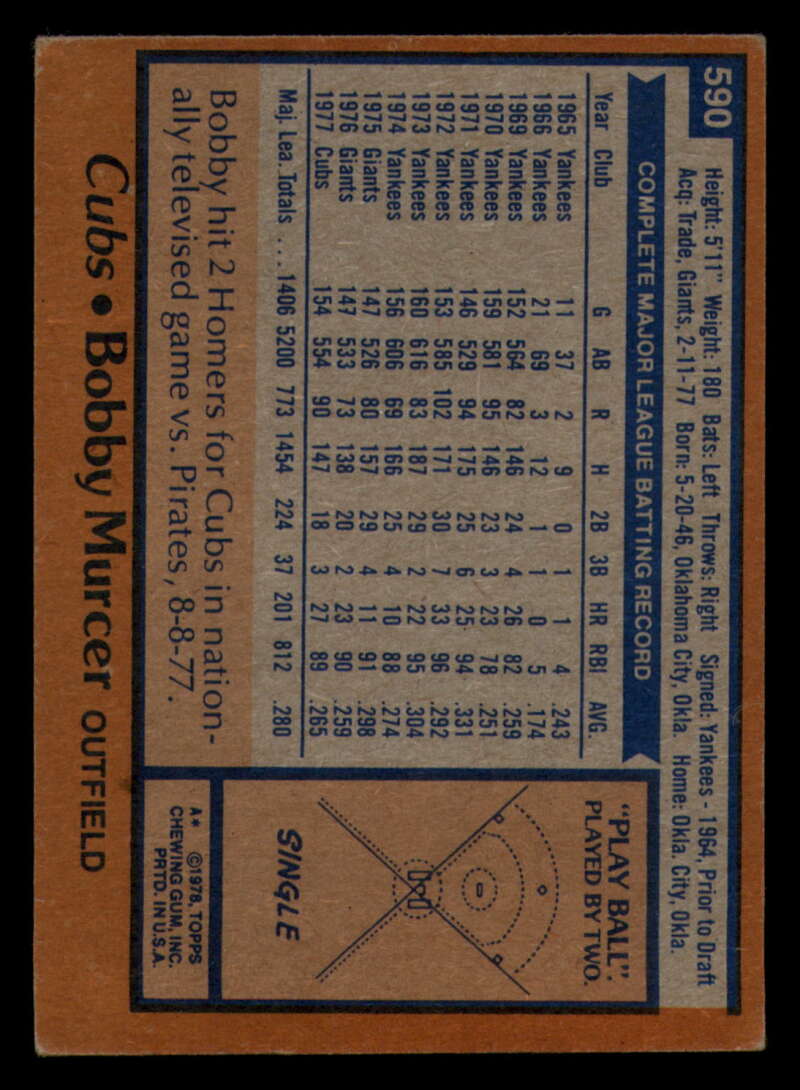 590
Height: 5'11" Weight: 180 Bats: Left Throws: Right Signed: Yankees - 1964, Prior to Draft
Acq: Trade, Giants, 2-11-77 Born: 5-20-46, Oklahoma City, Okla. Home: Okla. City, Okla.
COMPLETE MAJOR LEAGUE BATTING RECORD
Year Club G AB R H 2B 3B HR RBI AVG.
1965 Yankees 11 37 2 9 0 1 1 4 .243
1966 Yankees 21 69 3 12 1 1 0 5 .174
1969 Yankees 152 564 82 146 24 4 26 82 .259
1970 Yankees 159 581 95 146 23 3 23 78 .251
1971 Yankees 146 529 94 175 25 6 25 94 .331
1972 Yankees 153 585 102 171 30 7 33 96 .292
1973 Yankees 160 616 83 187 29 2 22 95 .304
1974 Yankees 156 606 69 166 25 4 10 88 .274
1975 Giants 147 526 80 157 29 4 11 91 .298
1976 Giants 147 533 73 138 20 2 23 90 .259
1977 Cubs 154 554 90 147 18 3 27 89 .265
Maj. Lea. Totals . . . 1406 5200 773 1454 224 37 201 812 .280
Bobby hit 2 Homers for Cubs in nation-
ally televised game vs. Pirates, 8-8-77.
"PLAY BALL":
PLAYED BY TWO.
SINGLE
A* ©1978, TOPPS
CHEWING GUM, INC.
PRTD. IN U.S.A.
Cubs • Bobby Murcer OUTFIELD